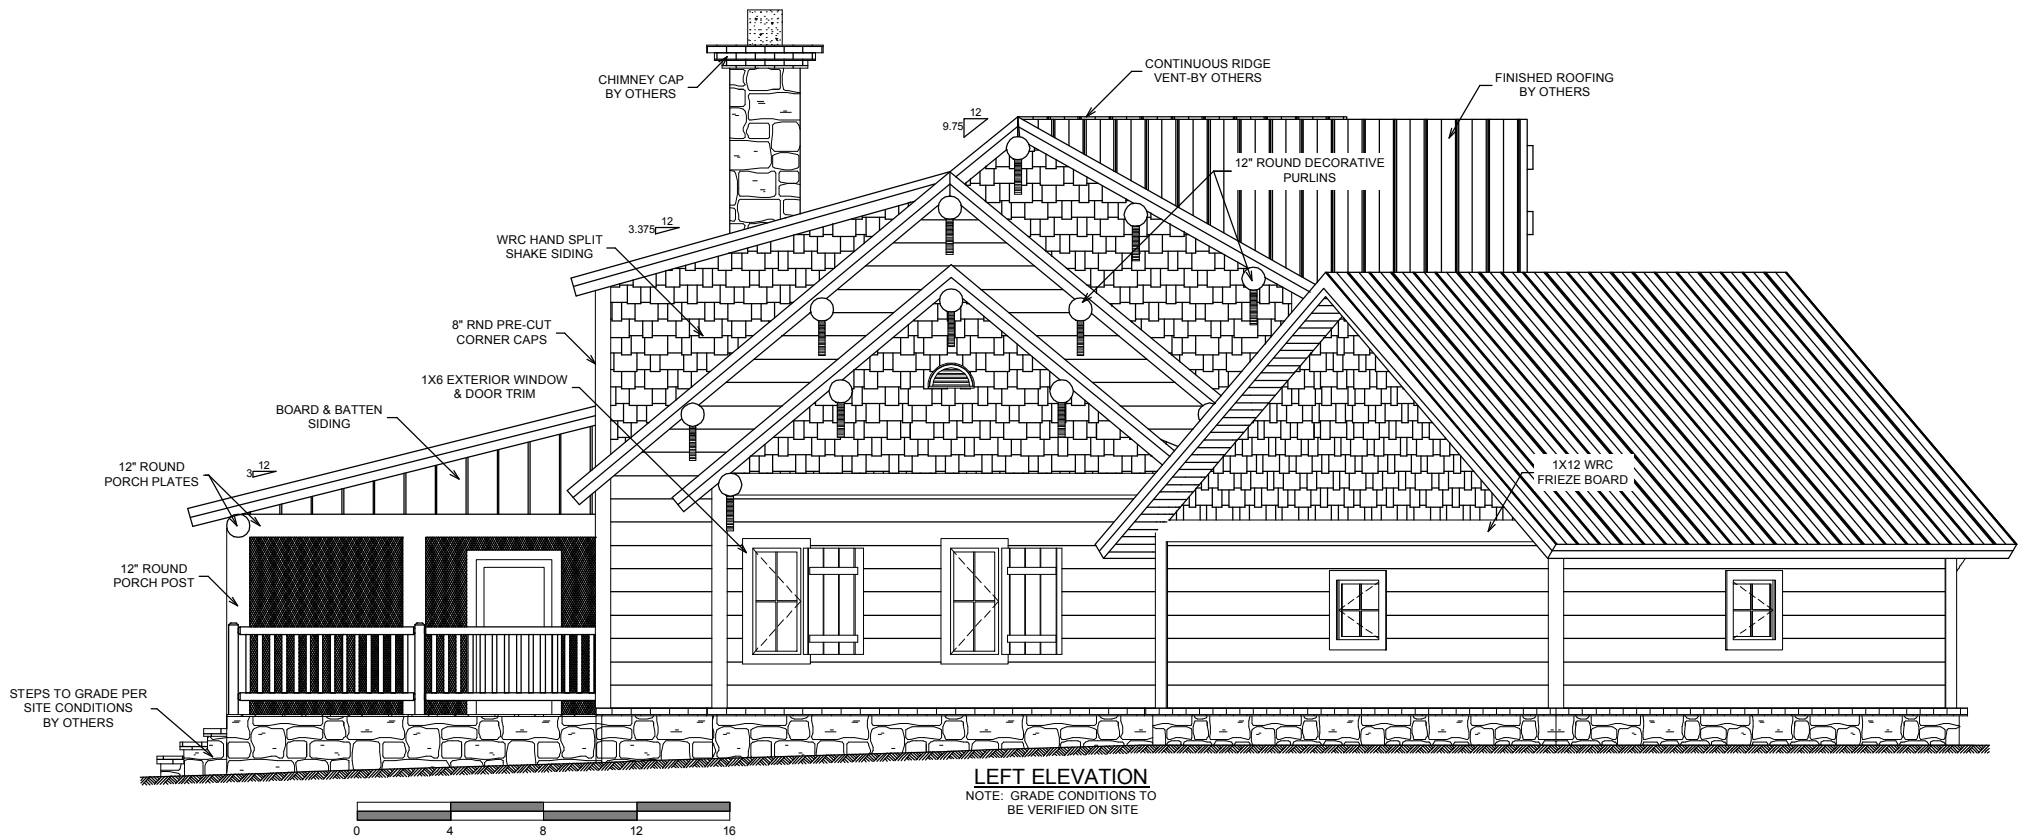 CHIMNEY CAP
BY OTHERS
CONTINUOUS RIDGE
VENT-BY OTHERS
FINISHED ROOFING
BY OTHERS
12
9.75
12" ROUND DECORATIVE
PURLINS
12
3.375
WRC HAND SPLIT
SHAKE SIDING
8" RND PRE-CUT
CORNER CAPS
1X6 EXTERIOR WINDOW
& DOOR TRIM
BOARD & BATTEN
SIDING
12
3
12" ROUND
PORCH PLATES
1X12 WRC
FRIEZE BOARD
12" ROUND
PORCH POST
STEPS TO GRADE PER
SITE CONDITIONS
BY OTHERS
LEFT ELEVATION
NOTE: GRADE CONDITIONS TO
BE VERIFIED ON SITE
0 4 8 12 16